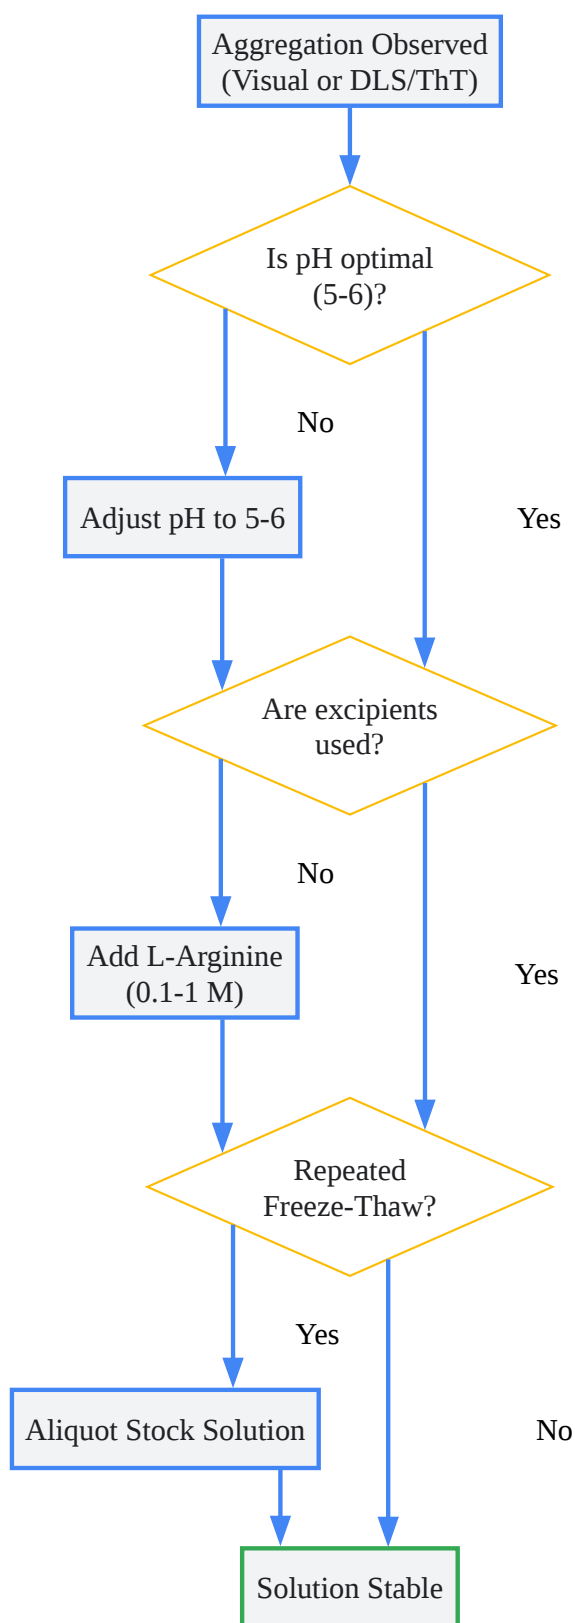 Aggregation Observed
(Visual or DLS/ThT)
Is pH optimal
(5-6)?
No
Adjust pH to 5-6
Yes
Are excipients
used?
No
Add L-Arginine
(0.1-1 M)
Yes
Repeated
Freeze-Thaw?
Yes
Aliquot Stock Solution
No
Solution Stable